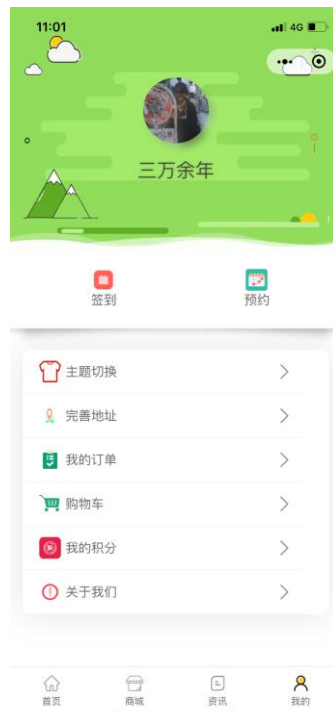 11:01
4G
三万余年
签到
预约
主题切换
完善地址
我的订单
购物车
我的积分
关于我们
首页
商城
资讯
我的